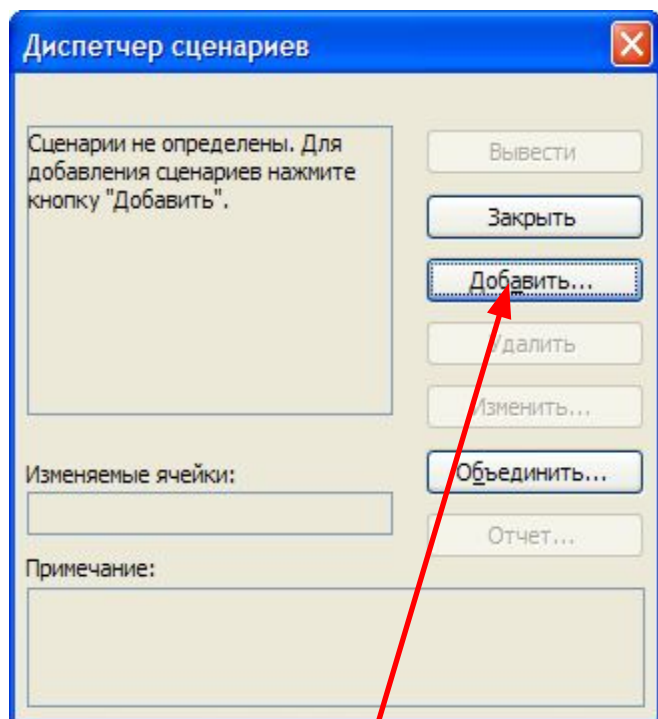 Диспетчер сценариев
Сценарии не определены. Для
добавления сценариев нажмите
кнопку "Добавить".
Вывести
Закрыть
Добавить...
Удалить
Изменить...
Объединить...
Отчет...
Изменяемые ячейки:
Примечание: